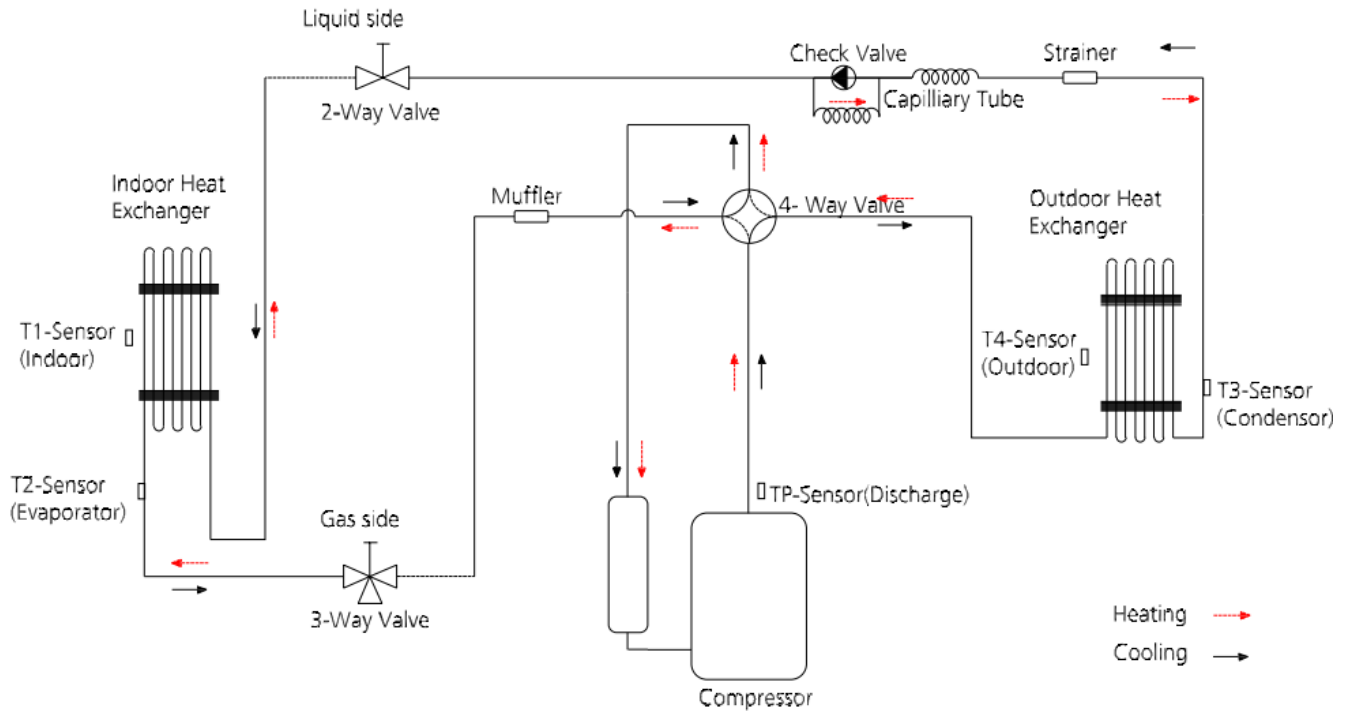 Liquid side
2-Way Valve
Check Valve
Capilliary Tube
Strainer
Indoor Heat
Exchanger
Muffler
4- Way Valve
Outdoor Heat
Exchanger
T1-Sensor
(Indoor)
T4-Sensor
(Outdoor)
T3-Sensor
(Condensor)
T2-Sensor
(Evaporator)
TP-Sensor(Discharge)
Gas side
3-Way Valve
Heating
Cooling
Compressor